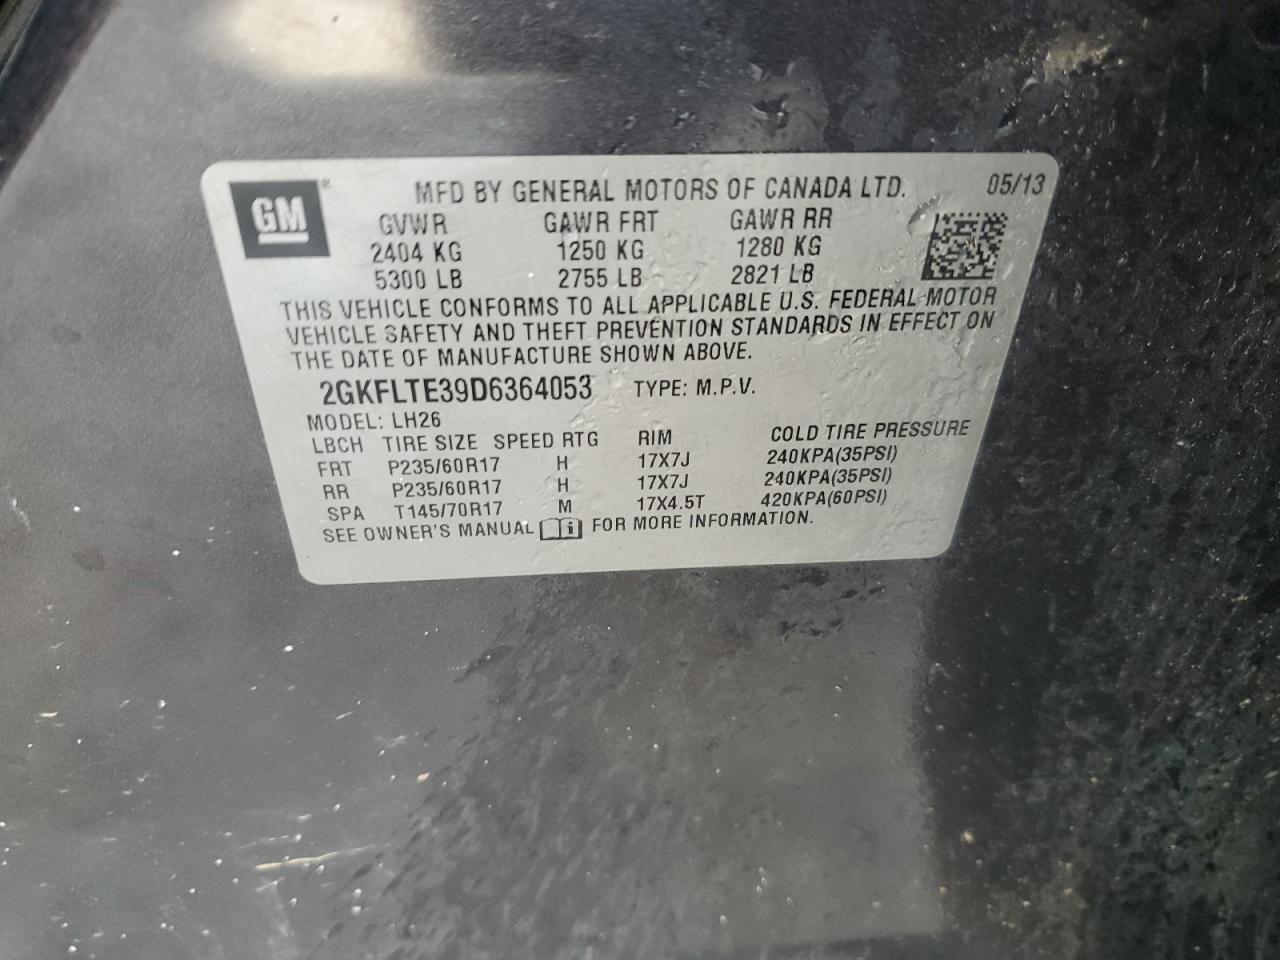 GM ®
MFD BY GENERAL MOTORS OF CANADA LTD. 05/13
GVWR GAWR FRT GAWR RR
2404 KG 1250 KG 1280 KG
5300 LB 2755 LB 2821 LB
THIS VEHICLE CONFORMS TO ALL APPLICABLE U.S. FEDERAL MOTOR
VEHICLE SAFETY AND THEFT PREVENTION STANDARDS IN EFFECT ON
THE DATE OF MANUFACTURE SHOWN ABOVE.
2GKFLTE39D6364053 TYPE: M.P.V.
MODEL: LH26
LBCH TIRE SIZE SPEED RTG RIM COLD TIRE PRESSURE
FRT P235/60R17 H 17X7J 240KPA(35PSI)
RR P235/60R17 H 17X7J 240KPA(35PSI)
SPA T145/70R17 M 17X4.5T 420KPA(60PSI)
SEE OWNER'S MANUAL i FOR MORE INFORMATION.